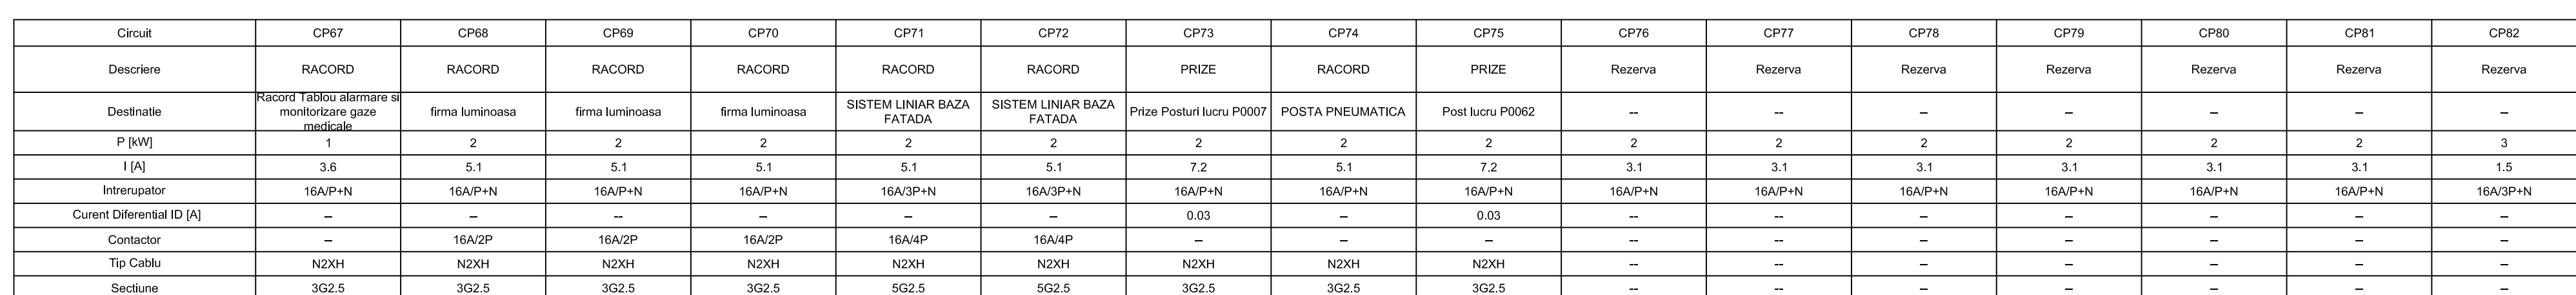 Circuit CP67 CP68 CP69 CP70 CP71 CP72 CP73 CP74 CP75 CP76 CP77 CP78 CP79 CP80 CP81 CP82
Descriere RACORD RACORD RACORD RACORD RACORD RACORD PRIZE RACORD PRIZE Rezerva Rezerva Rezerva Rezerva Rezerva Rezerva Rezerva
Destinatie Racord Tablou alarmare si monitorizare gaze medicale firma luminoasa firma luminoasa firma luminoasa SISTEM LINIAR BAZA FATADA SISTEM LINIAR BAZA FATADA Prize Posturi lucru P0007 POSTA PNEUMATICA Post lucru P0062 -- -- – – – – –
P [kW] 1 2 2 2 2 2 2 2 2 2 2 2 2 2 2 3
I [A] 3.6 5.1 5.1 5.1 5.1 5.1 7.2 5.1 7.2 3.1 3.1 3.1 3.1 3.1 3.1 1.5
Intrerupator 16A/P+N 16A/P+N 16A/P+N 16A/P+N 16A/3P+N 16A/3P+N 16A/P+N 16A/P+N 16A/P+N 16A/P+N 16A/P+N 16A/P+N 16A/P+N 16A/P+N 16A/P+N 16A/3P+N
Curent Diferential ID [A] – – -- – – – 0.03 – 0.03 -- -- – – – – –
Contactor – 16A/2P 16A/2P 16A/2P 16A/4P 16A/4P – – – -- -- – – – – –
Tip Cablu N2XH N2XH N2XH N2XH N2XH N2XH N2XH N2XH N2XH -- -- – – – – –
Sectiune 3G2.5 3G2.5 3G2.5 3G2.5 5G2.5 5G2.5 3G2.5 3G2.5 3G2.5 -- -- – – – – –